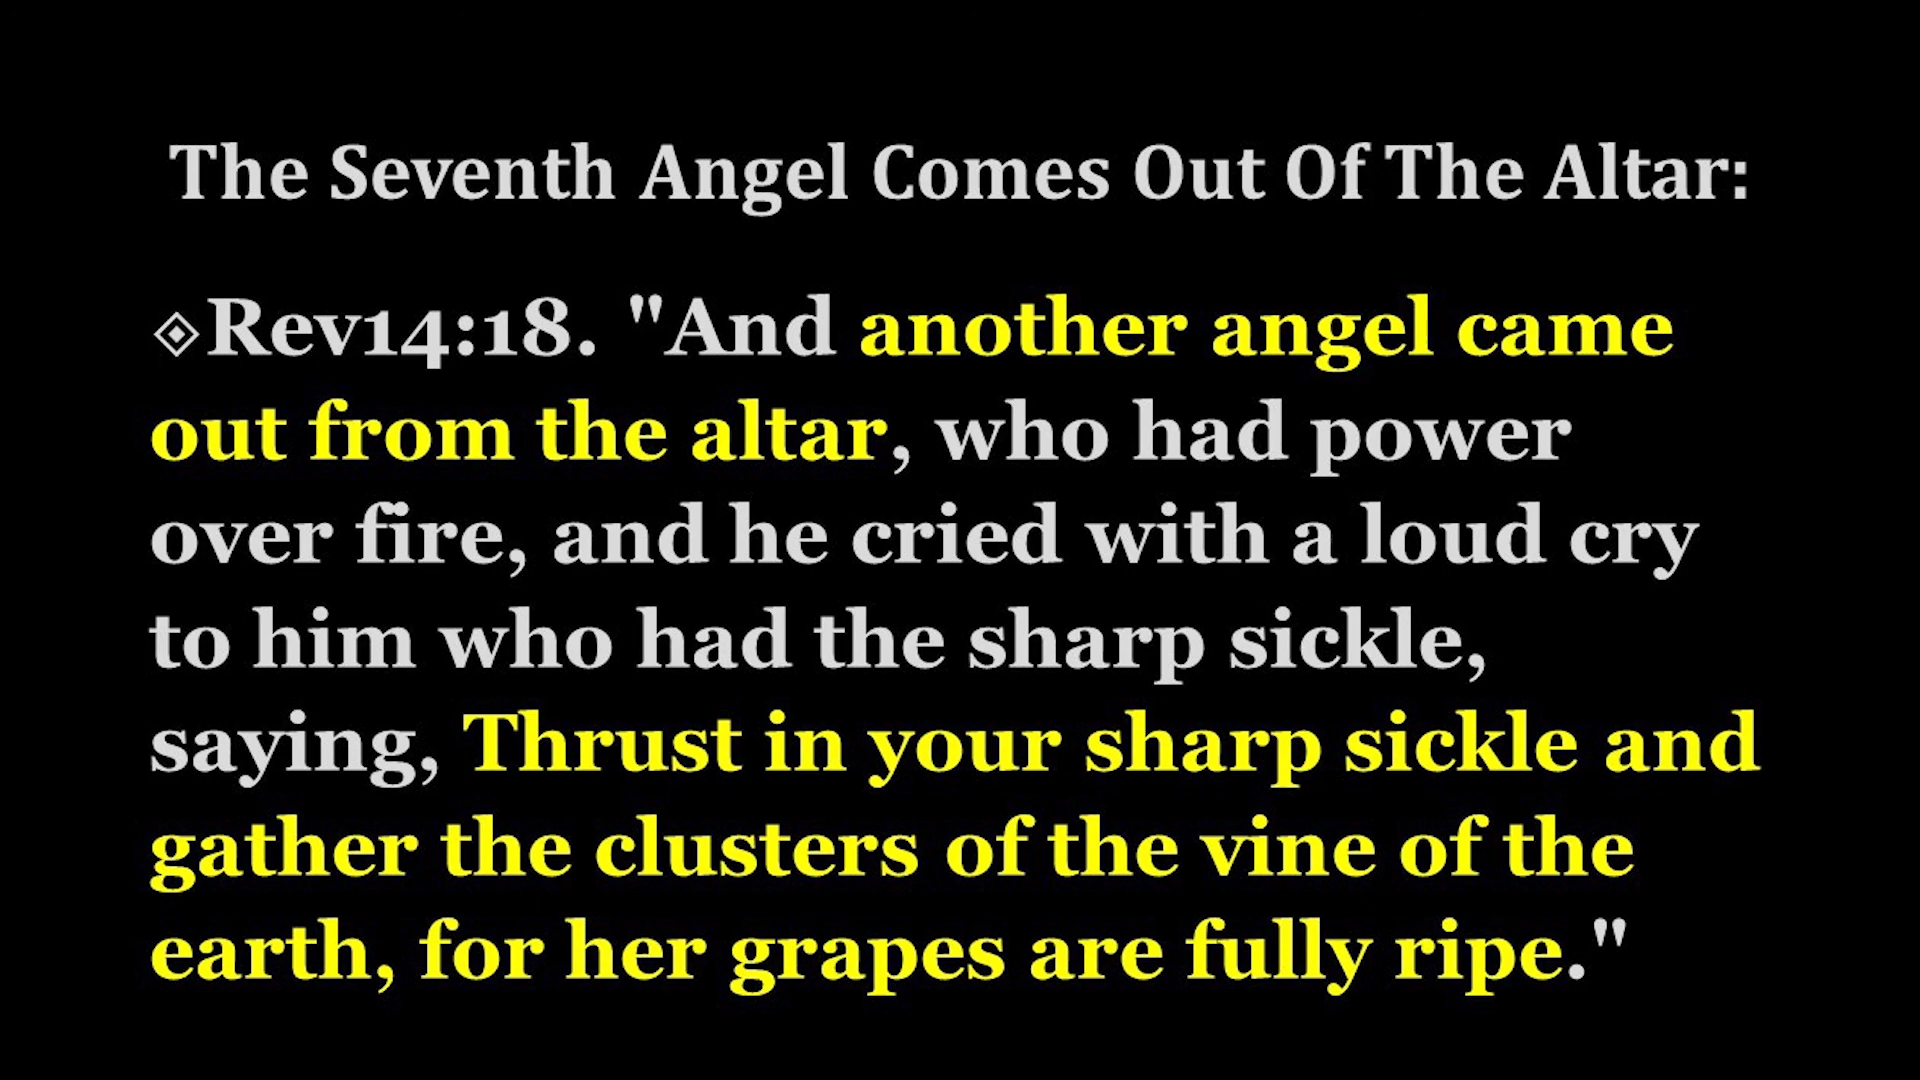 The Seventh Angel Comes Out Of The Altar:
◈Rev14:18. "And another angel came
out from the altar, who had power
over fire, and he cried with a loud cry
to him who had the sharp sickle,
saying, Thrust in your sharp sickle and
gather the clusters of the vine of the
earth, for her grapes are fully ripe."